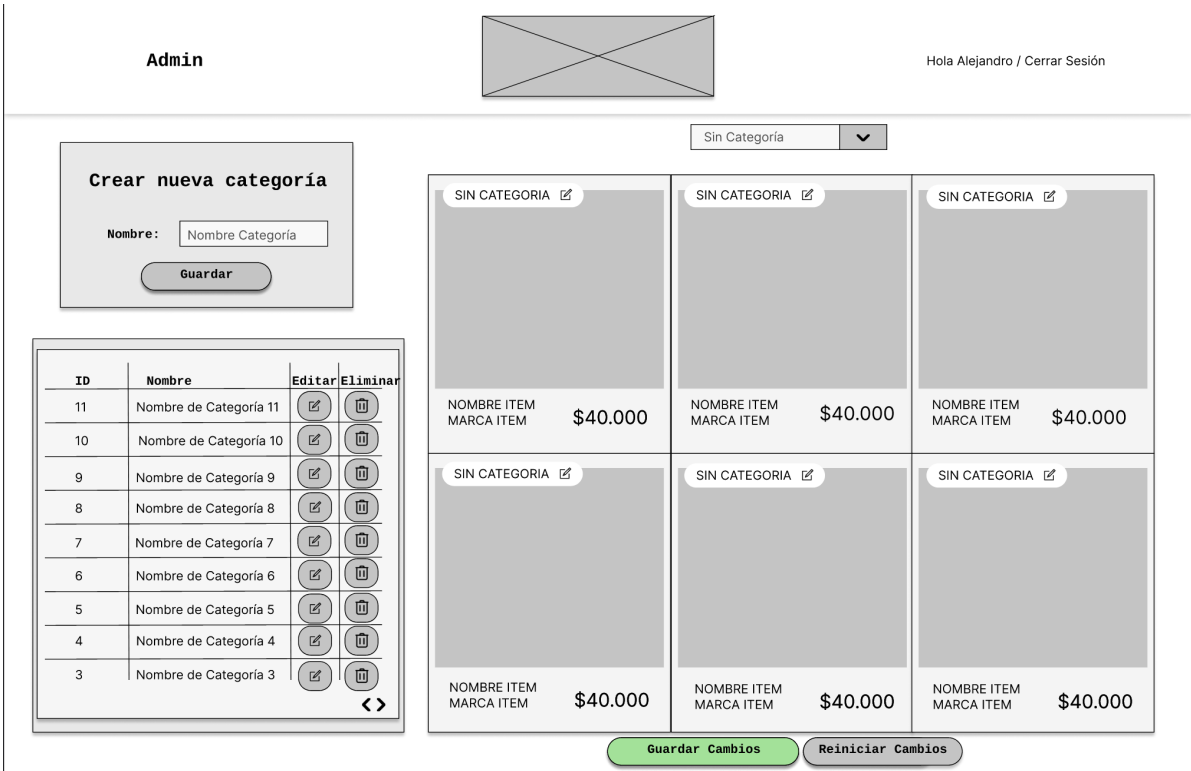 Admin
Hola Alejandro / Cerrar Sesión
Sin Categoría
Crear nueva categoría
Nombre: Nombre Categoría
Guardar
ID Nombre Editar Eliminar
11 Nombre de Categoría 11
10 Nombre de Categoría 10
9 Nombre de Categoría 9
8 Nombre de Categoría 8
7 Nombre de Categoría 7
6 Nombre de Categoría 6
5 Nombre de Categoría 5
4 Nombre de Categoría 4
3 Nombre de Categoría 3
SIN CATEGORIA
NOMBRE ITEM
MARCA ITEM
$40.000
SIN CATEGORIA
NOMBRE ITEM
MARCA ITEM
$40.000
SIN CATEGORIA
NOMBRE ITEM
MARCA ITEM
$40.000
SIN CATEGORIA
NOMBRE ITEM
MARCA ITEM
$40.000
SIN CATEGORIA
NOMBRE ITEM
MARCA ITEM
$40.000
SIN CATEGORIA
NOMBRE ITEM
MARCA ITEM
$40.000
Guardar Cambios
Reiniciar Cambios